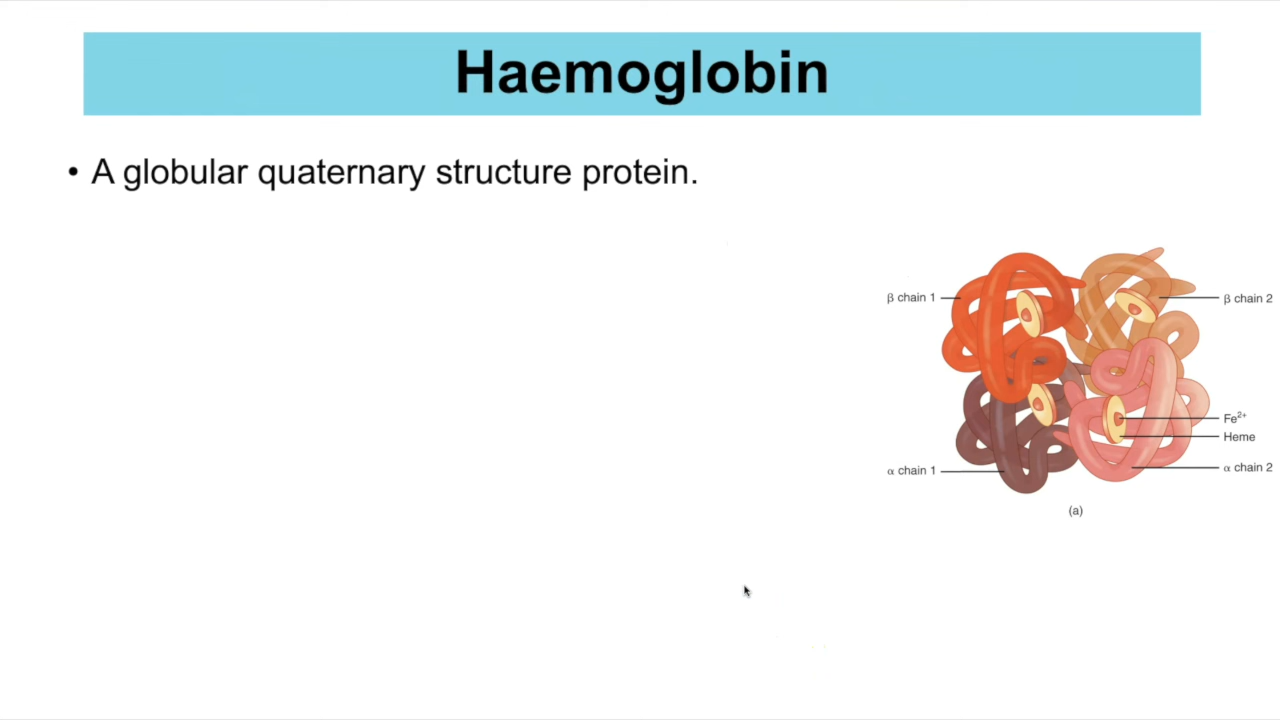 Haemoglobin
• A globular quaternary structure protein.
β chain 1
β chain 2
Fe²⁺
Heme
α chain 1
α chain 2
(a)